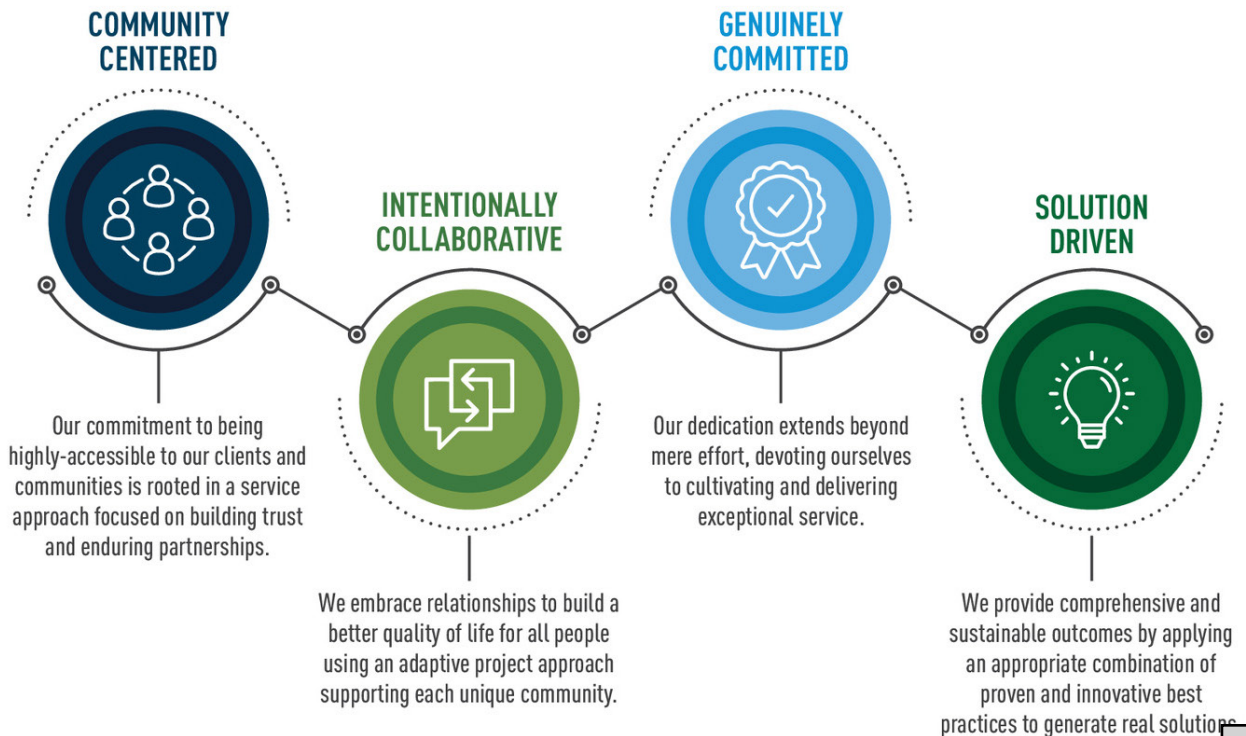 COMMUNITY
CENTERED
Our commitment to being
highly-accessible to our clients and
communities is rooted in a service
approach focused on building trust
and enduring partnerships.
INTENTIONALLY
COLLABORATIVE
We embrace relationships to build a
better quality of life for all people
using an adaptive project approach
supporting each unique community.
GENUINELY
COMMITTED
Our dedication extends beyond
mere effort, devoting ourselves
to cultivating and delivering
exceptional service.
SOLUTION
DRIVEN
We provide comprehensive and
sustainable outcomes by applying
an appropriate combination of
proven and innovative best
practices to generate real solutions